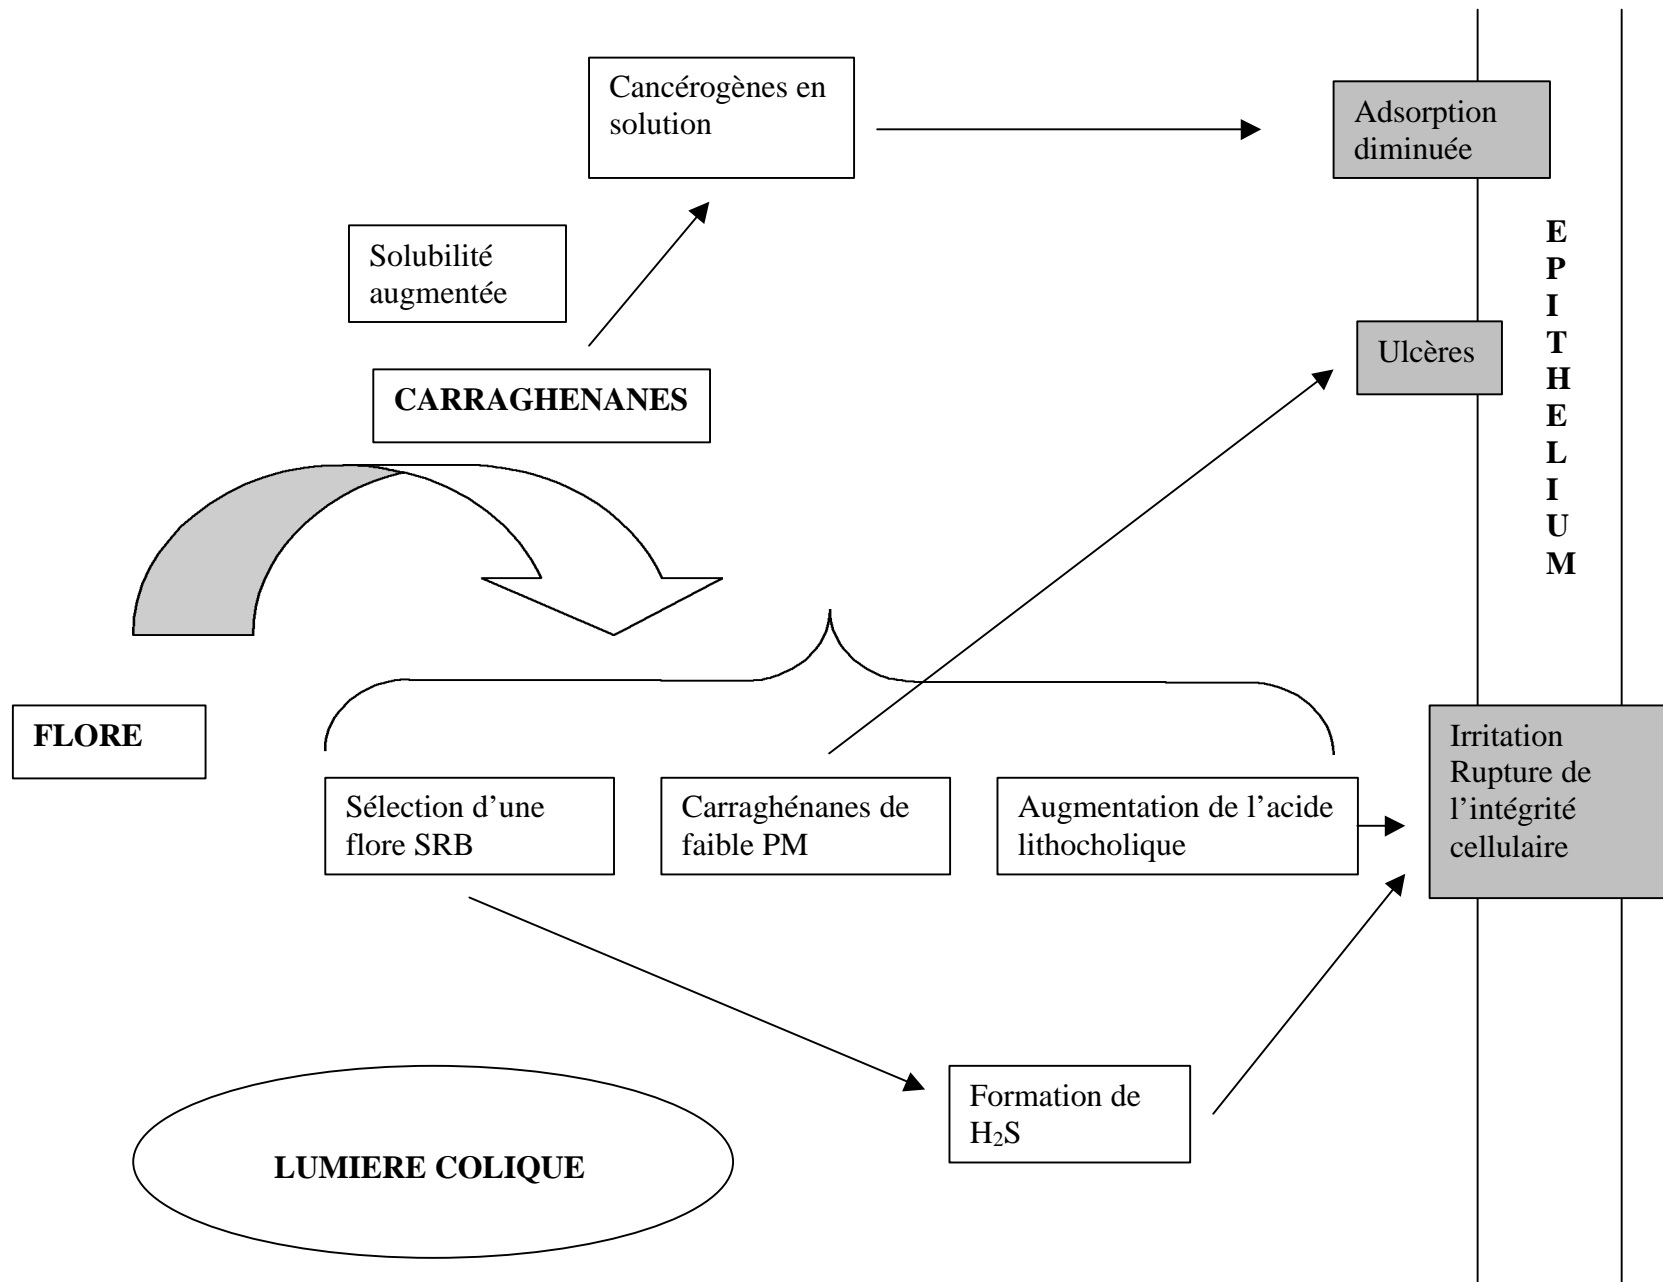 Cancérogènes en
solution
Adsorption
diminuée
Solubilité
augmentée
E
P
I
T
H
E
L
I
U
M
Ulcères
CARRAGHENANES
FLORE
Sélection d’une
flore SRB
Carraghénanes de
faible PM
Augmentation de l’acide
lithocholique
Irritation
Rupture de
l’intégrité
cellulaire
Formation de
H₂S
LUMIERE COLIQUE